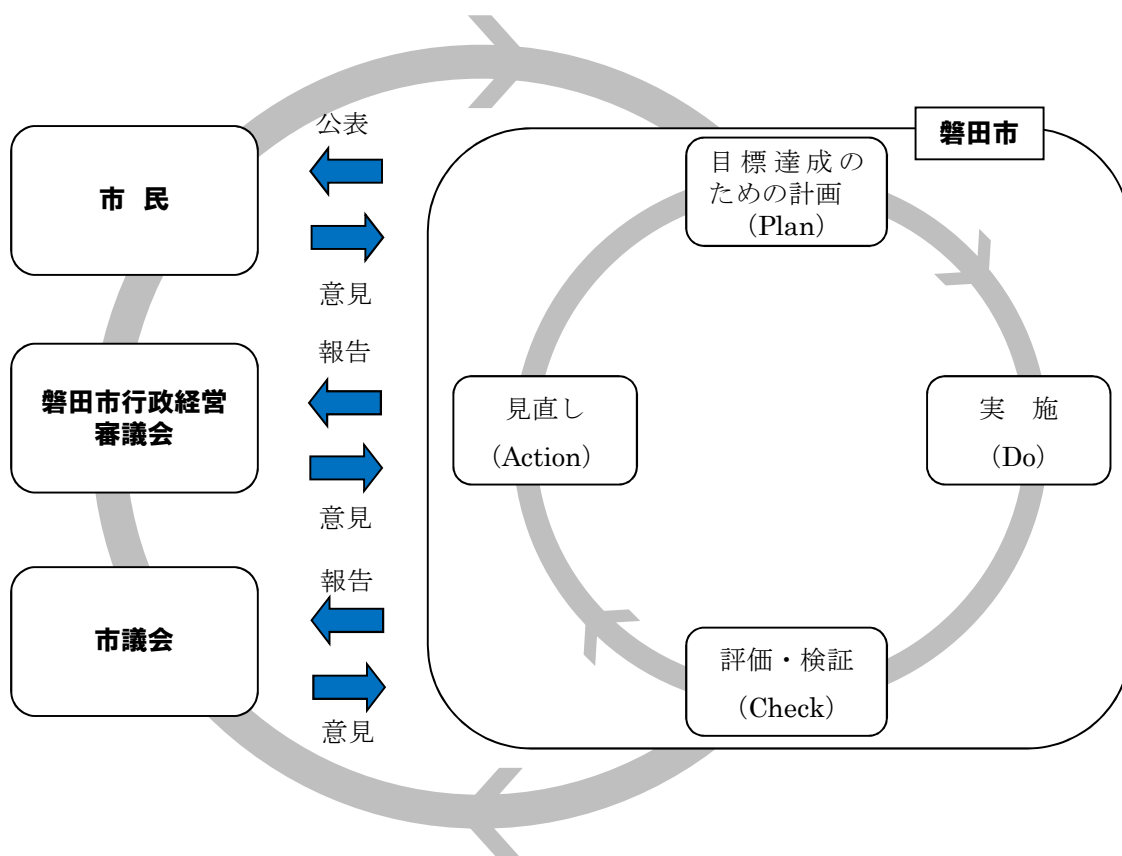 公表
市 民
意見
報告
磐田市行政経営
審議会
意見
報告
市議会
意見
磐田市
目標達成の
ための計画
(Plan)
見直し
(Action)
実 施
(Do)
評価・検証
(Check)